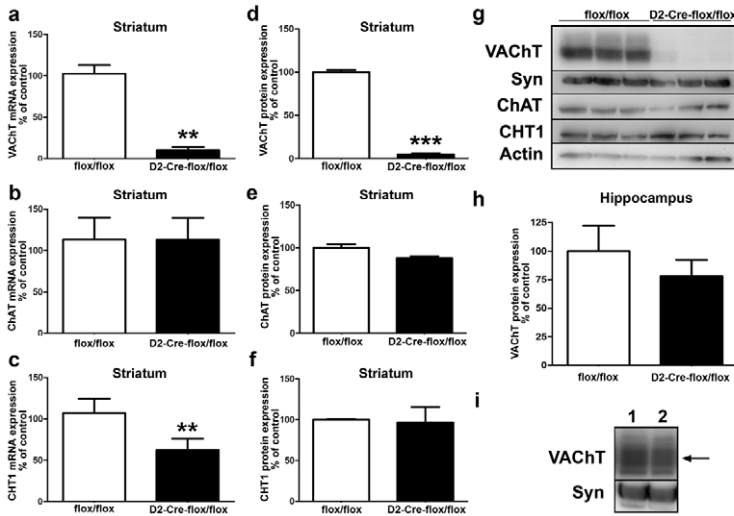 a
Striatum
VAChT mRNA expression
% of control
150
100
50
0
**
flox/flox
D2-Cre-flox/flox
d
Striatum
VAChT protein expression
% of control
150
100
50
0
***
flox/flox
D2-Cre-flox/flox
g
flox/flox
D2-Cre-flox/flox
VAChT
Syn
ChAT
CHT1
Actin
b
Striatum
ChAT mRNA expression
% of control
150
100
50
0
flox/flox
D2-Cre-flox/flox
e
Striatum
ChAT protein expression
% of control
150
100
50
0
flox/flox
D2-Cre-flox/flox
h
Hippocampus
VAChT protein expression
% of control
125
100
75
50
25
0
flox/flox
D2-Cre-flox/flox
c
Striatum
CHT1 mRNA expression
% of control
150
100
50
0
**
flox/flox
D2-Cre-flox/flox
f
Striatum
CHT1 protein expression
% of control
150
100
50
0
flox/flox
D2-Cre-flox/flox
i
1 2
VAChT
Syn